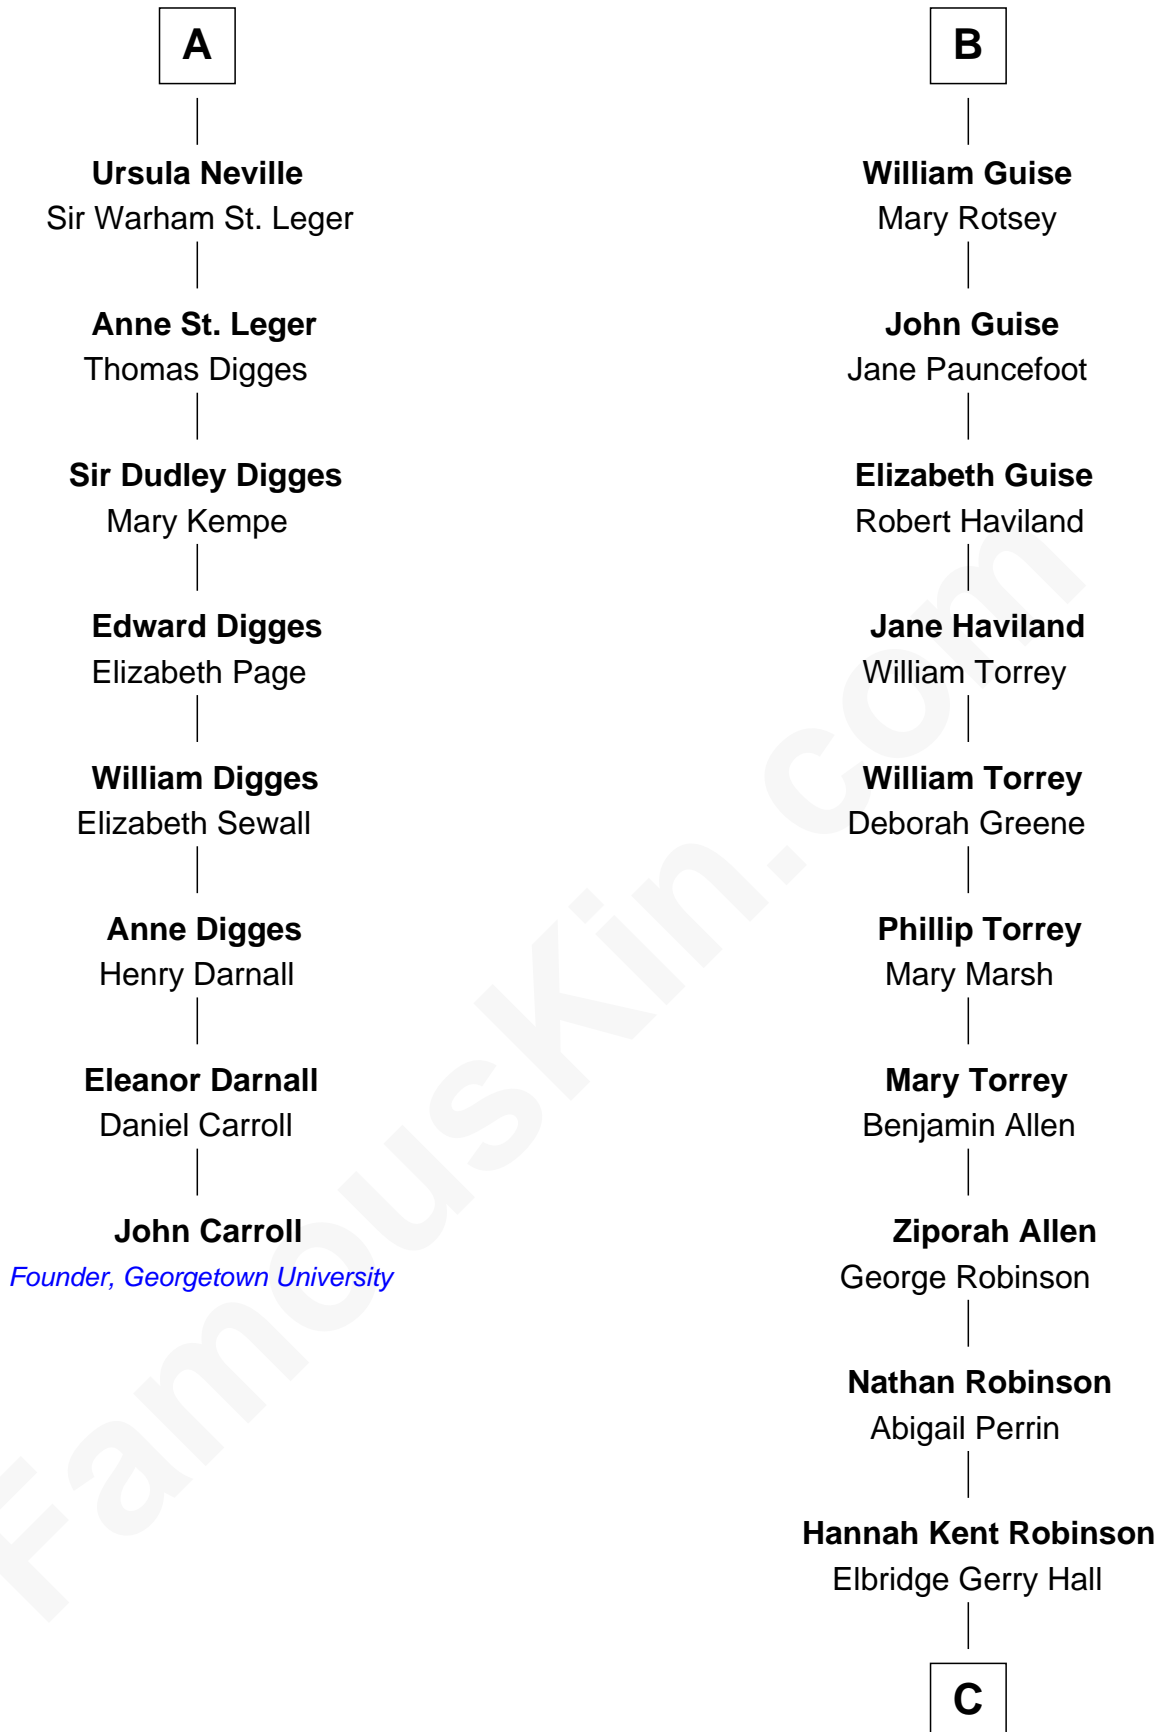 A
Ursula Neville
Sir Warham St. Leger
Anne St. Leger
Thomas Digges
Sir Dudley Digges
Mary Kempe
Edward Digges
Elizabeth Page
William Digges
Elizabeth Sewall
Anne Digges
Henry Darnall
Eleanor Darnall
Daniel Carroll
John Carroll
Founder, Georgetown University
B
William Guise
Mary Rotsey
John Guise
Jane Pauncefoot
Elizabeth Guise
Robert Haviland
Jane Haviland
William Torrey
William Torrey
Deborah Greene
Phillip Torrey
Mary Marsh
Mary Torrey
Benjamin Allen
Ziporah Allen
George Robinson
Nathan Robinson
Abigail Perrin
Hannah Kent Robinson
Elbridge Gerry Hall
C
FamousKin.com